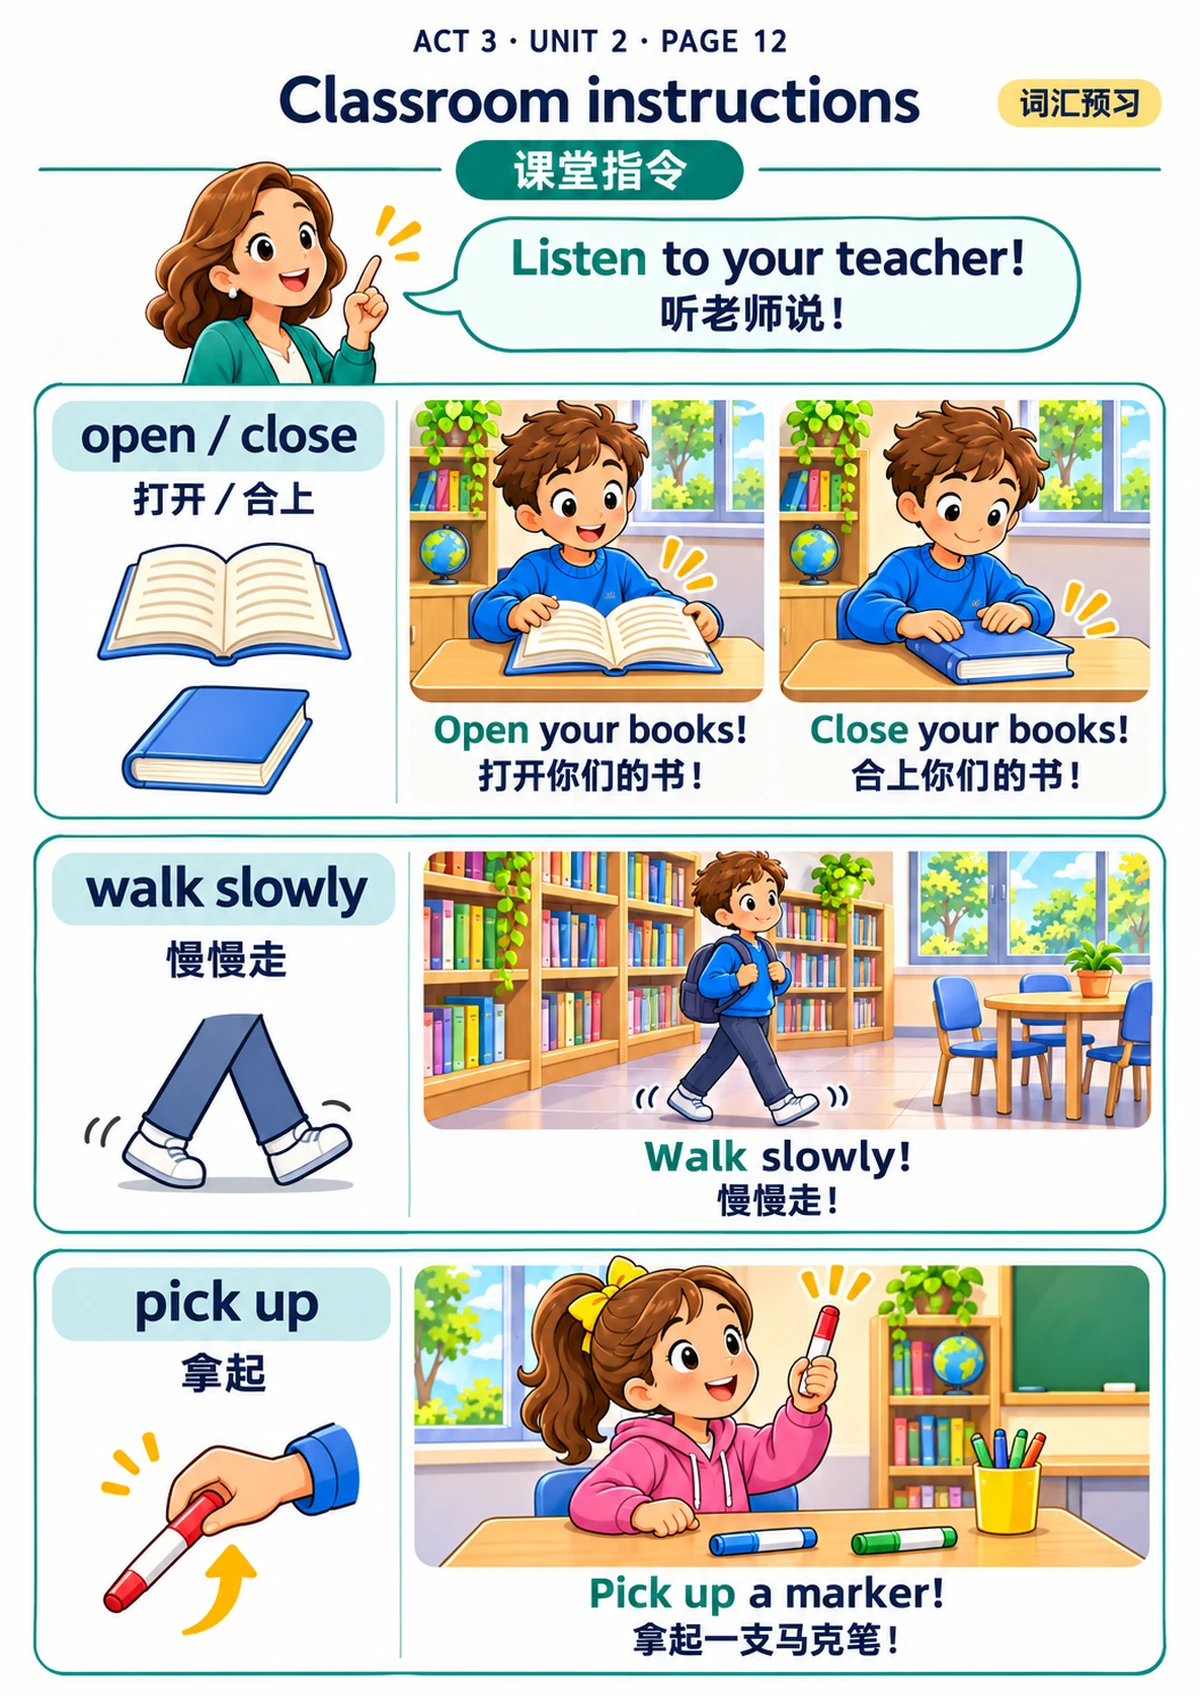 ACT 3 · UNIT 2 · PAGE 12
Classroom instructions
词汇预习
课堂指令
Listen to your teacher!
听老师说！
open / close
打开 / 合上
Open your books!
打开你们的书！
Close your books!
合上你们的书！
walk slowly
慢慢走
Walk slowly!
慢慢走！
pick up
拿起
Pick up a marker!
拿起一支马克笔！